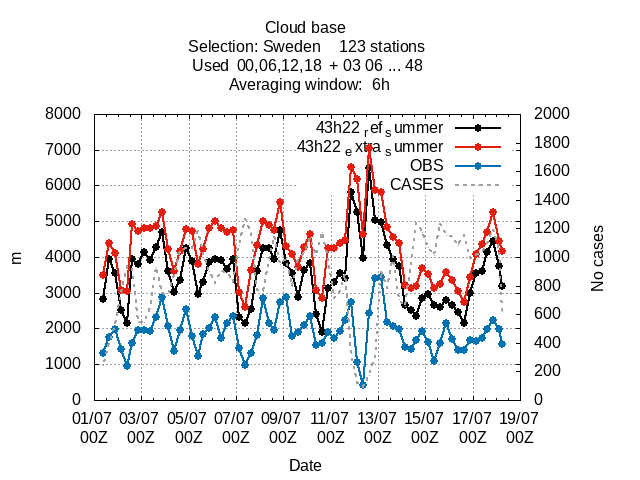 Cloud base
Selection: Sweden    123 stations
Used  00,06,12,18  + 03 06 ... 48
Averaging window:  6h
8000
7000
6000
5000
4000
3000
2000
1000
0
m
2000
1800
1600
1400
1200
1000
800
600
400
200
0
No cases
43h22 ref summer
43h22 extra summer
OBS
CASES
01/07 03/07 05/07 07/07 09/07 11/07 13/07 15/07 17/07 19/07
00Z 00Z 00Z 00Z 00Z 00Z 00Z 00Z 00Z 00Z
Date